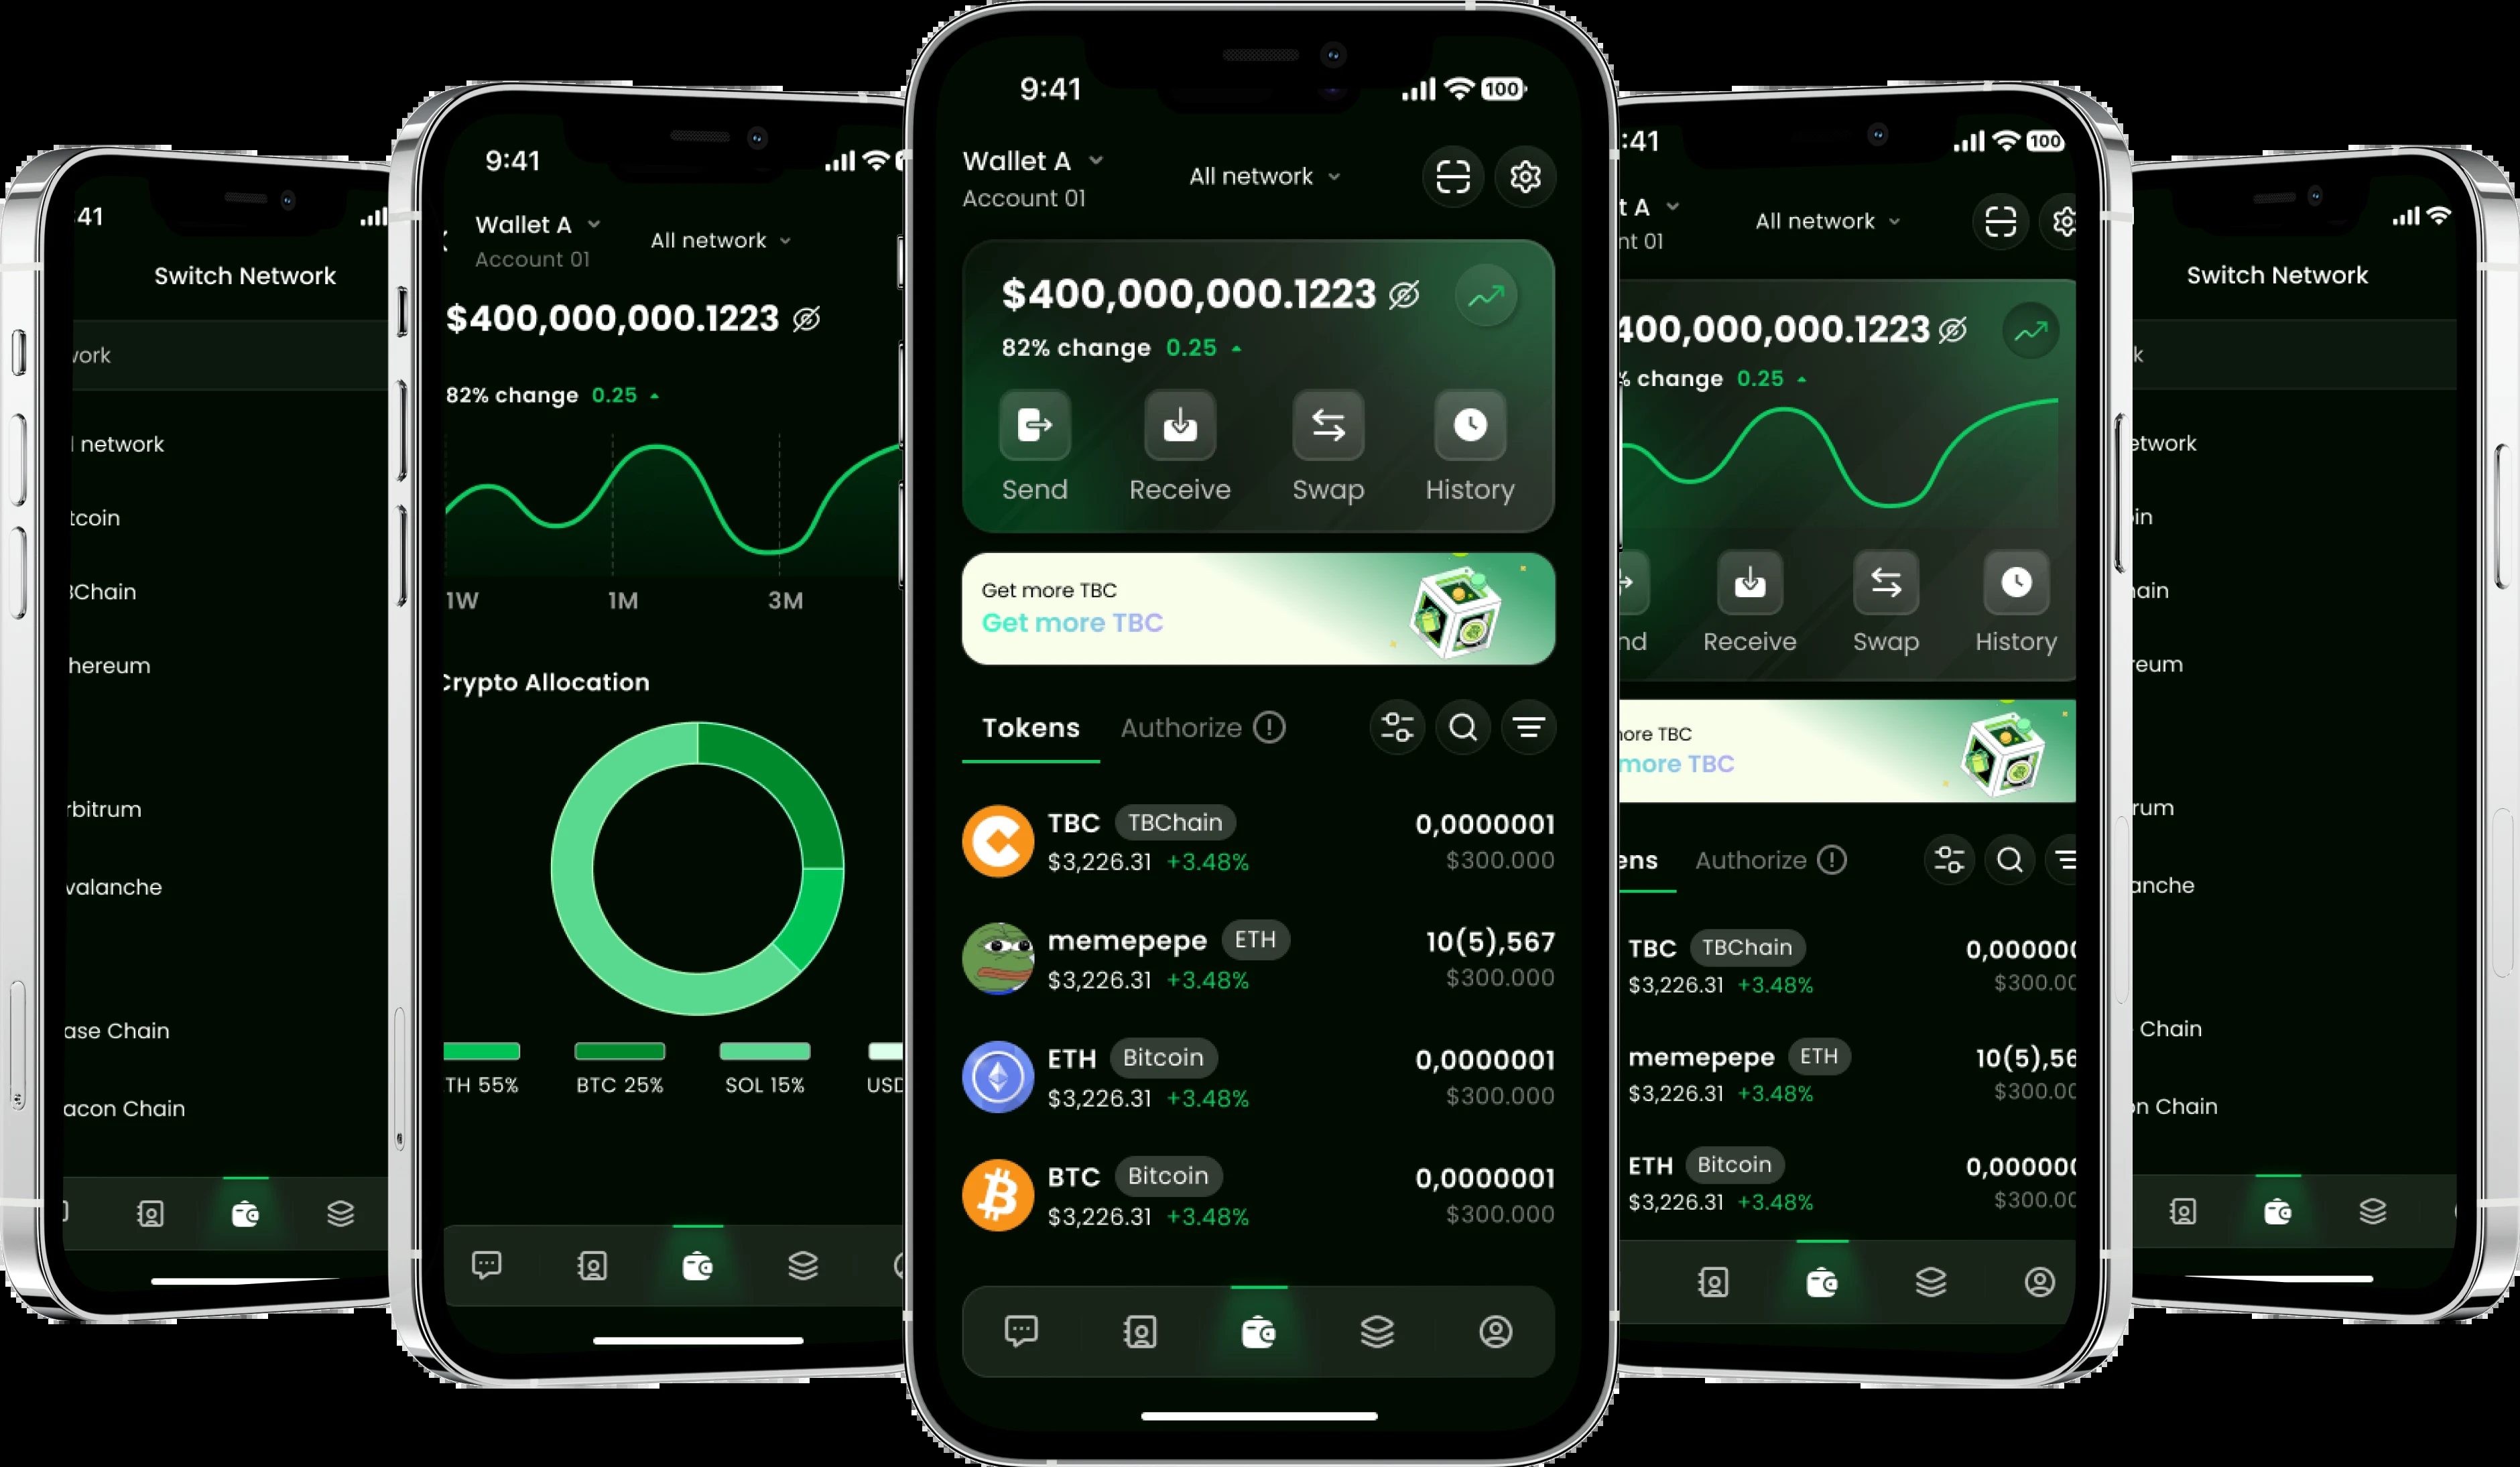 :41
Switch Network
work
l network
tcoin
BChain
hereum
rbitrum
valanche
ase Chain
acon Chain
9:41
Wallet A
All network
Account 01
$400,000,000.1223
82% change 0.25
1W 1M 3M
Crypto Allocation
TH 55% BTC 25% SOL 15% USD
9:41 100
Wallet A
All network
Account 01
$400,000,000.1223
82% change 0.25
Send Receive Swap History
Get more TBC
Get more TBC
Tokens Authorize
TBC TBChain 0,0000001
$3,226.31 +3.48% $300.000
memepepe ETH 10(5),567
$3,226.31 +3.48% $300.000
ETH Bitcoin 0,0000001
$3,226.31 +3.48% $300.000
BTC Bitcoin 0,0000001
$3,226.31 +3.48% $300.000
:41 100
t A
All network
nt 01
400,000,000.1223
% change 0.25
nd Receive Swap History
more TBC
more TBC
ens Authorize
TBC TBChain 0,000000
$3,226.31 +3.48% $300.00
memepepe ETH 10(5),56
$3,226.31 +3.48% $300.00
ETH Bitcoin 0,000000
$3,226.31 +3.48% $300.00
Switch Network
k
etwork
in
ain
reum
rum
anche
Chain
n Chain